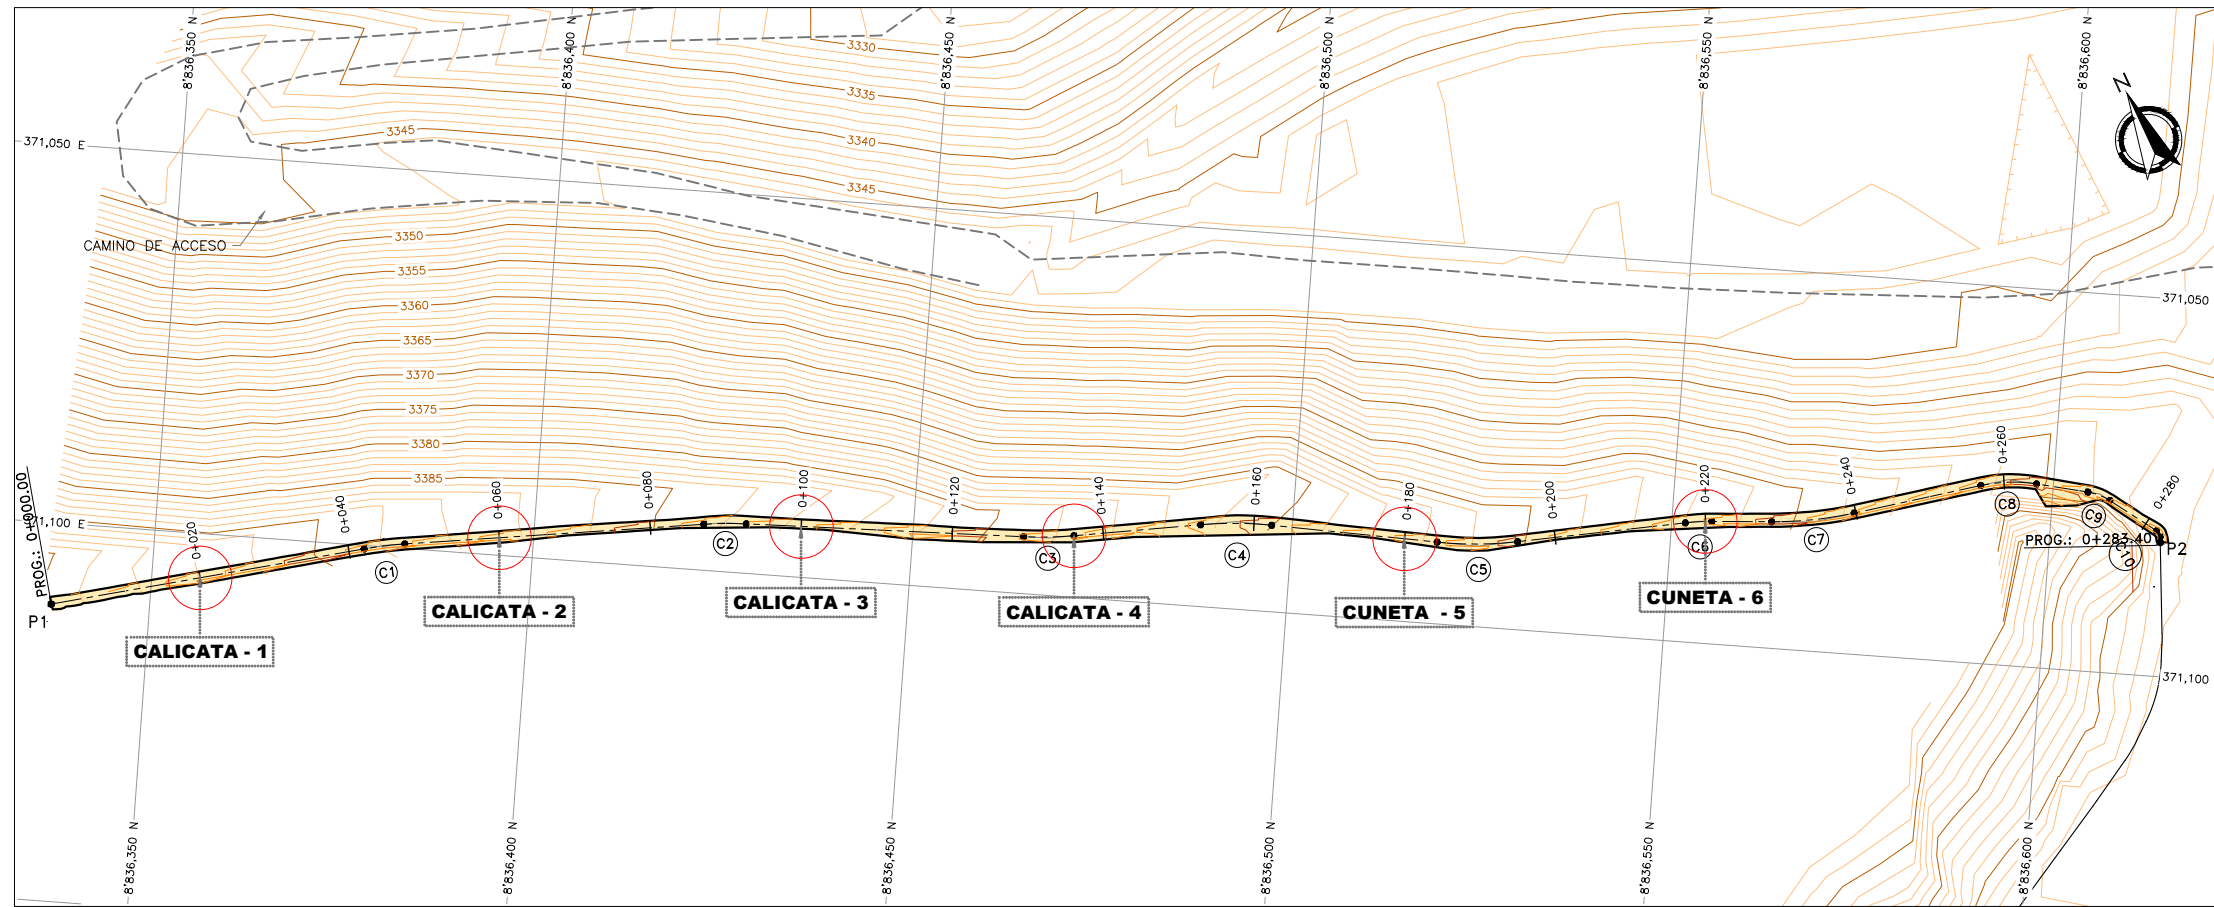 8'836,350 N
8'836,400 N
8'836,450 N
8'836,500 N
8'836,550 N
8'836,600 N
N
3330
3335
3340
3345
3345
371,050 E
CAMINO DE ACCESO
371,050
3350
3355
3360
3365
3370
3375
3380
3385
PROG.: 0+000.00
371,100 E
0+020
0+040
0+060
0+080
0+100
0+120
0+140
0+160
0+180
0+200
0+220
0+240
0+260
0+280
C1
C2
C3
C4
C5
C6
C7
C8
C9
C10
PROG.: 0+283.40
P2
P1
CALICATA - 1
CALICATA - 2
CALICATA - 3
CALICATA - 4
CUNETA - 5
CUNETA - 6
371,100
8'836,350 N
8'836,400 N
8'836,450 N
8'836,500 N
8'836,550 N
8'836,600 N